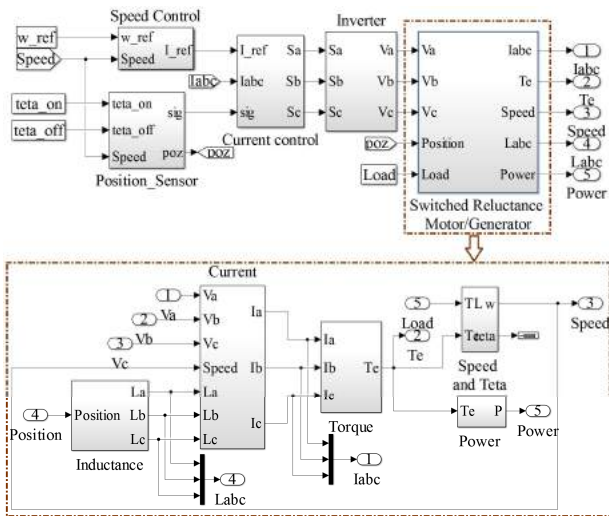 Speed Control
Inverter
w_ref
w_ref
I_ref
Speed
Speed
I_ref
Sa
Iabc
Iabc
Sb
sig
Sc
Current control
Sa
Va
Sb
Vb
Sc
Vc
teta_on
teta_on
teta_off
teta_off
Speed
sig
poz
poz
Position_Sensor
Va
Iabc
Vb
Te
Vc
Speed
poz
Position
Labc
Load
Load
Power
1
Iabc
2
Te
3
Speed
4
Labc
5
Power
Switched Reluctance
Motor/Generator
Current
1
Va
2
Vb
3
Vc
Va
Ia
Vb
Vc
Speed
Ib
La
Lb
Ic
Lc
4
Position
Position
La
Lb
Lc
Inductance
4
Labc
Ia
Ib
Te
Ic
Torque
1
Iabc
5
Load
2
Te
TL w
Te teta
Speed
and Teta
3
Speed
Te P
Power
5
Power